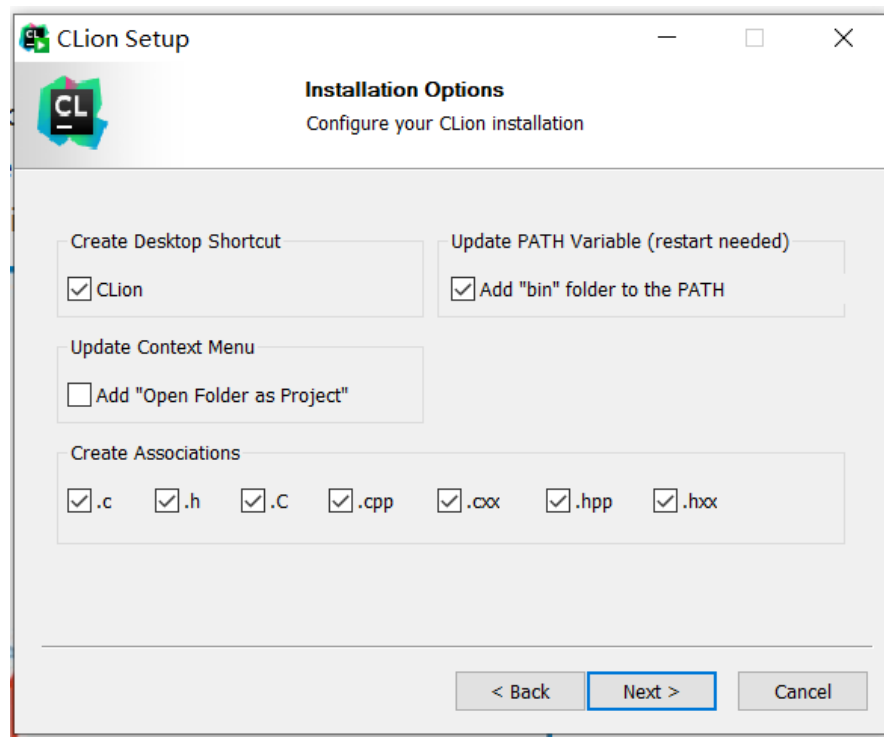 CLion Setup
CL
Installation Options
Configure your CLion installation
Create Desktop Shortcut
CLion
Update PATH Variable (restart needed)
Add "bin" folder to the PATH
Update Context Menu
Add "Open Folder as Project"
Create Associations
.c .h .C .cpp .cxx .hpp .hxx
< Back Next > Cancel